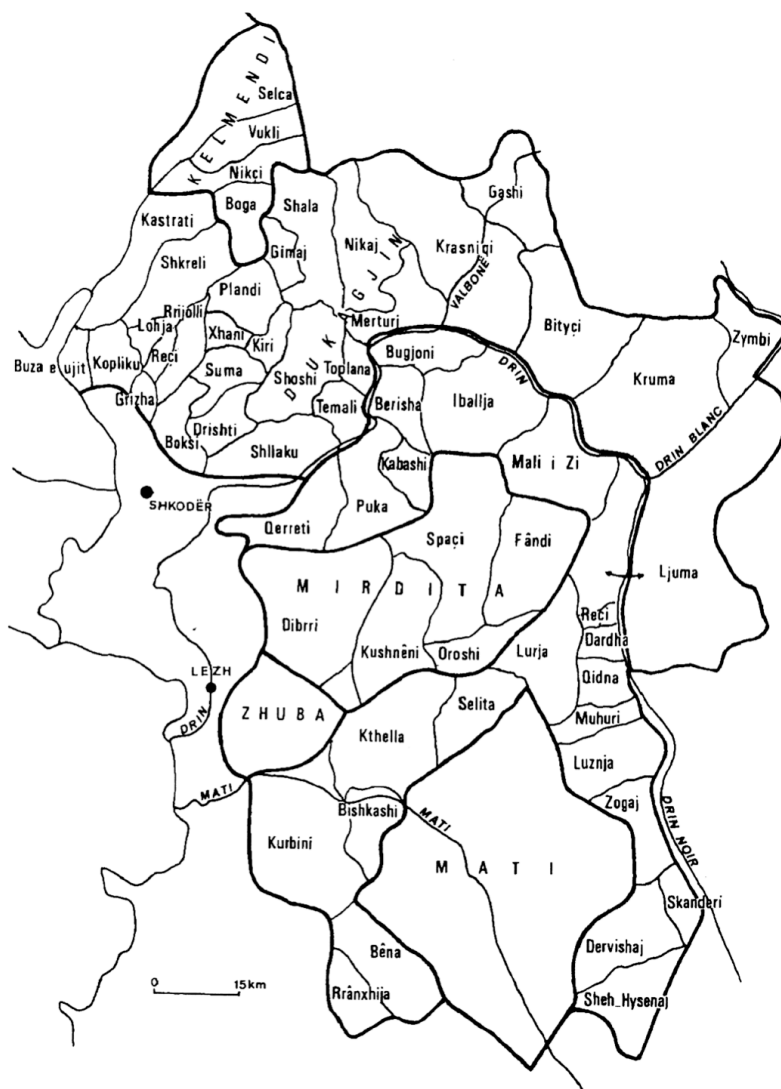 KELMENDI
Selca
Vukli
Nikçi
Boga
Kastrati
Shala
Gashi
Shkreli
Gimaj
Nikaj
Krasniqi
DUKAGJIN
VALBONË
Plandi
Rrijolli
Lohja
Xhani
Kiri
Merturi
Bityçi
Zymbi
Buza e ujit
Kopliku
Reçi
Suma
Shoshi
Toplana
Bugjoni
DRIN
Kruma
Grizha
Temali
Berisha
Iballja
Boksi
Drishti
Shllaku
Kabashi
Mali i Zi
DRIN BLANC
SHKODËR
Puka
Qerreti
Spaçi
Fândi
MIRDITA
Ljuma
Dibrri
Kushnêni
Oroshi
Lurja
Reçi
Dardha
LEZH
Qidna
ZHUBA
Selita
Muhuri
DRIN
Kthella
Luznja
MATI
Bishkashi
Zogaj
Kurbini
MATI
DRIN NOIR
MATI
Skanderi
Bêna
Dervishaj
Rrânxhija
Sheh_Hysenaj
0 15km